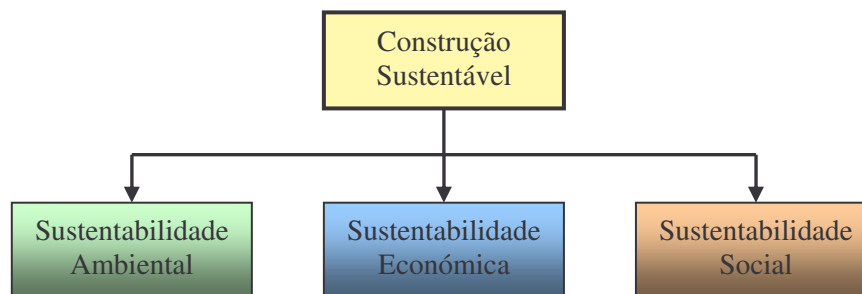 Construção
Sustentável
Sustentabilidade
Ambiental
Sustentabilidade
Económica
Sustentabilidade
Social